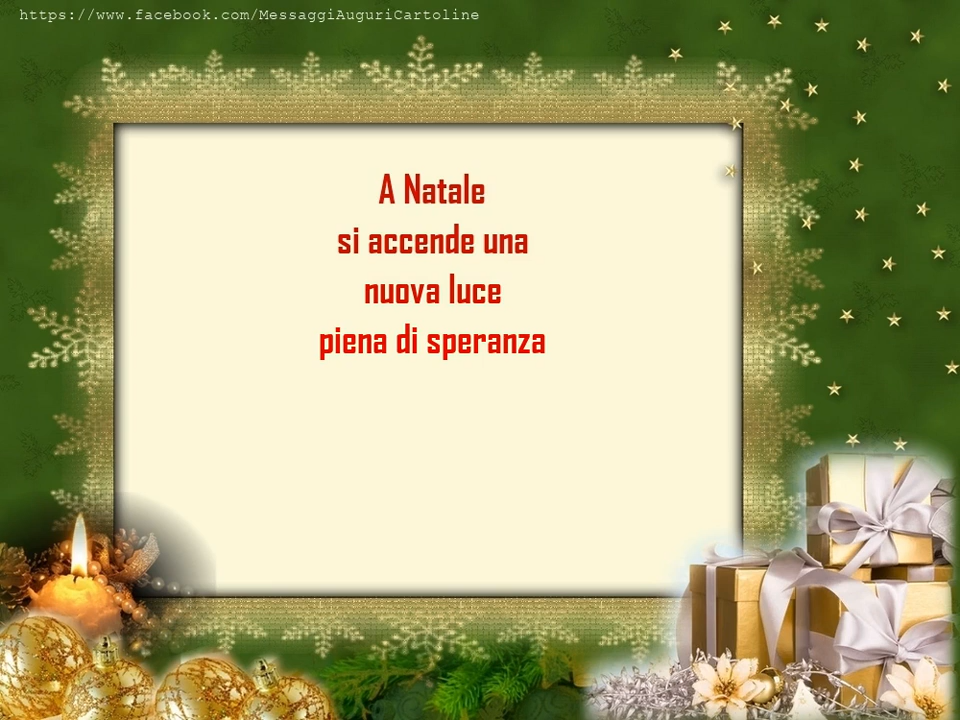 https://www.facebook.com/MessaggiAuguriCartoline
A Natale
si accende una
nuova luce
piena di speranza